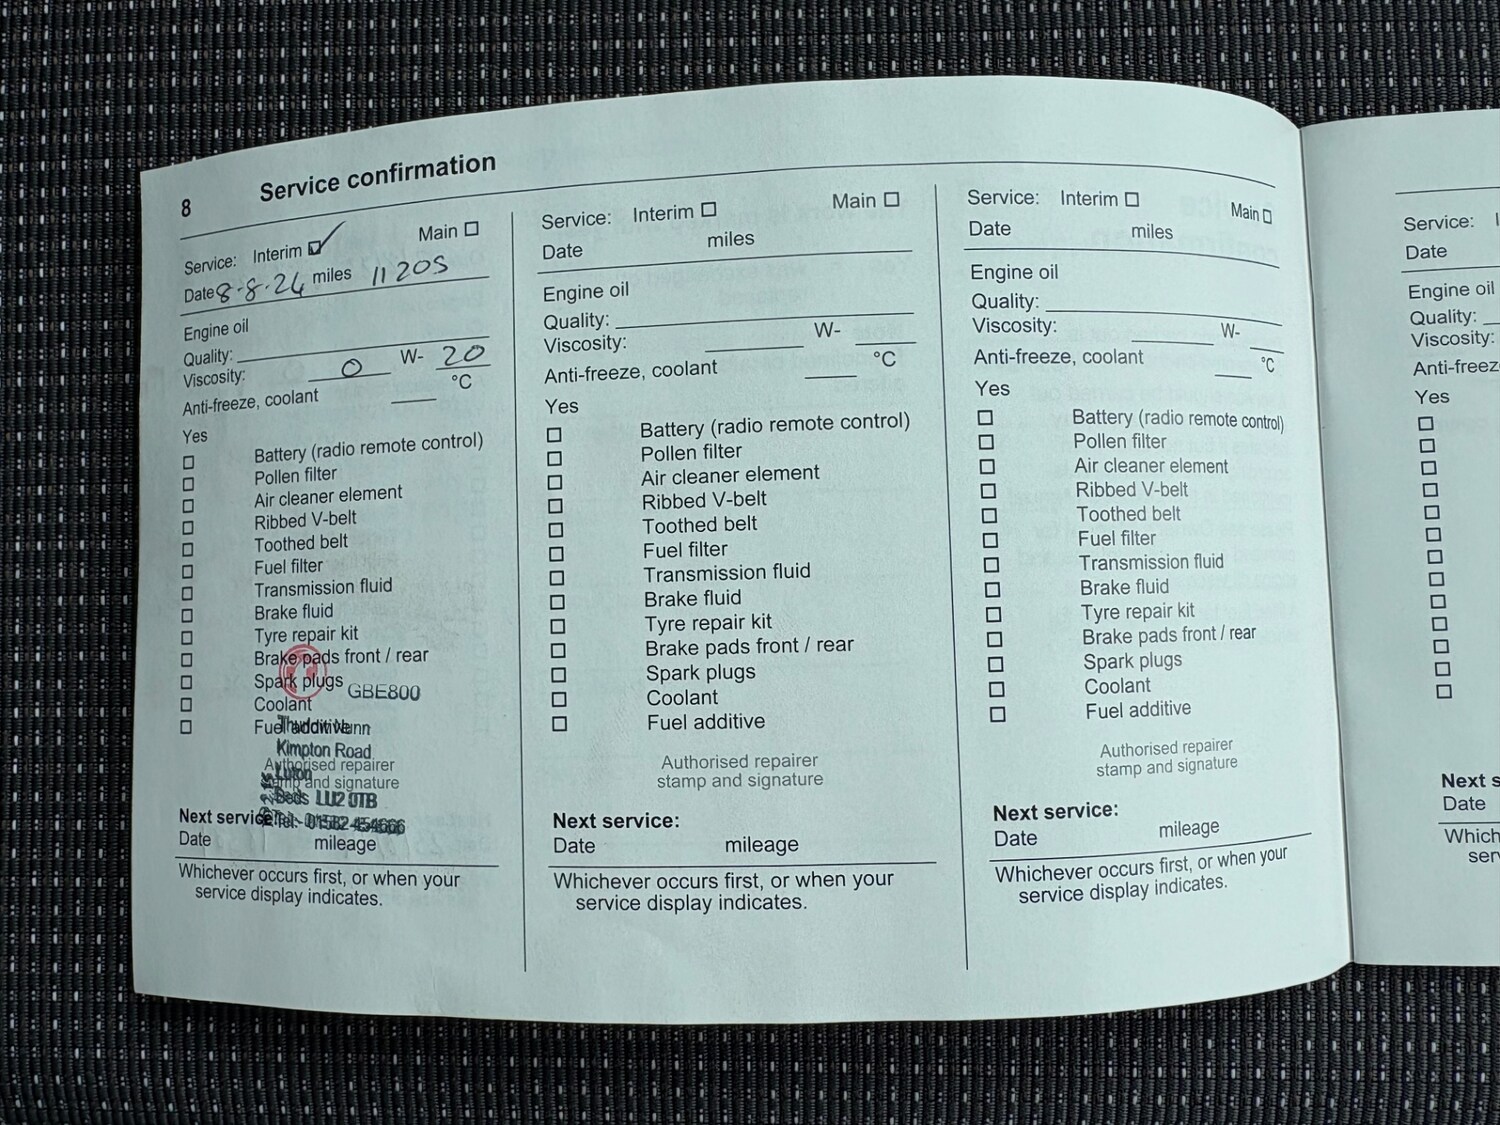 8 Service confirmation
Service: Interim ☑ Main ☐
Date 8-8-24 miles 11205
Engine oil
Quality:
Viscosity: 0 W- 20
Anti-freeze, coolant °C
Yes
☐ Battery (radio remote control)
☐ Pollen filter
☐ Air cleaner element
☐ Ribbed V-belt
☐ Toothed belt
☐ Fuel filter
☐ Transmission fluid
☐ Brake fluid
☐ Tyre repair kit
☐ Brake pads front / rear
☐ Spark plugs
GBE800
☐ Coolant
☐ Fuel additive
Kimpton Road
Authorised repairer
Luton
stamp and signature
Beds LU2 0TB
Next service:
Tel:- 01582 454666
Date mileage
Whichever occurs first, or when your
service display indicates.
Service: Interim ☐ Main ☐
Date miles
Engine oil
Quality:
Viscosity: W-
Anti-freeze, coolant °C
Yes
☐ Battery (radio remote control)
☐ Pollen filter
☐ Air cleaner element
☐ Ribbed V-belt
☐ Toothed belt
☐ Fuel filter
☐ Transmission fluid
☐ Brake fluid
☐ Tyre repair kit
☐ Brake pads front / rear
☐ Spark plugs
☐ Coolant
☐ Fuel additive
Authorised repairer
stamp and signature
Next service:
Date mileage
Whichever occurs first, or when your
service display indicates.
Service: Interim ☐ Main ☐
Date miles
Engine oil
Quality:
Viscosity: W-
Anti-freeze, coolant °C
Yes
☐ Battery (radio remote control)
☐ Pollen filter
☐ Air cleaner element
☐ Ribbed V-belt
☐ Toothed belt
☐ Fuel filter
☐ Transmission fluid
☐ Brake fluid
☐ Tyre repair kit
☐ Brake pads front / rear
☐ Spark plugs
☐ Coolant
☐ Fuel additive
Authorised repairer
stamp and signature
Next service:
Date mileage
Whichever occurs first, or when your
service display indicates.
Service:
Date
Engine oil
Quality:
Viscosity:
Anti-freez
Yes
Next s
Date
Which
serv